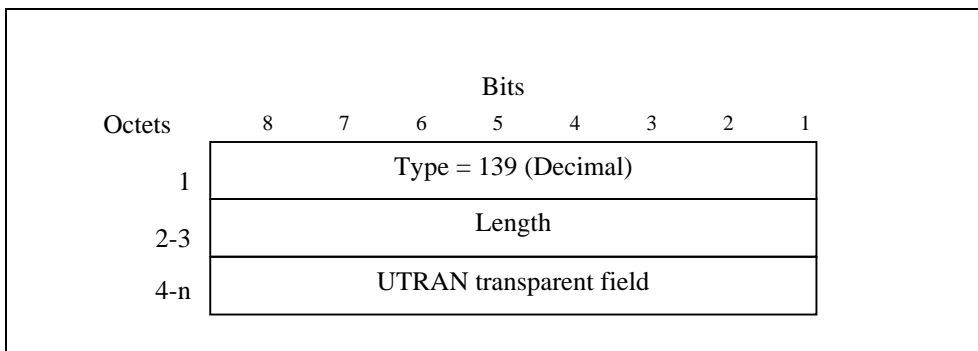 Bits
Octets 8 7 6 5 4 3 2 1
1 Type = 139 (Decimal)
2-3 Length
4-n UTRAN transparent field